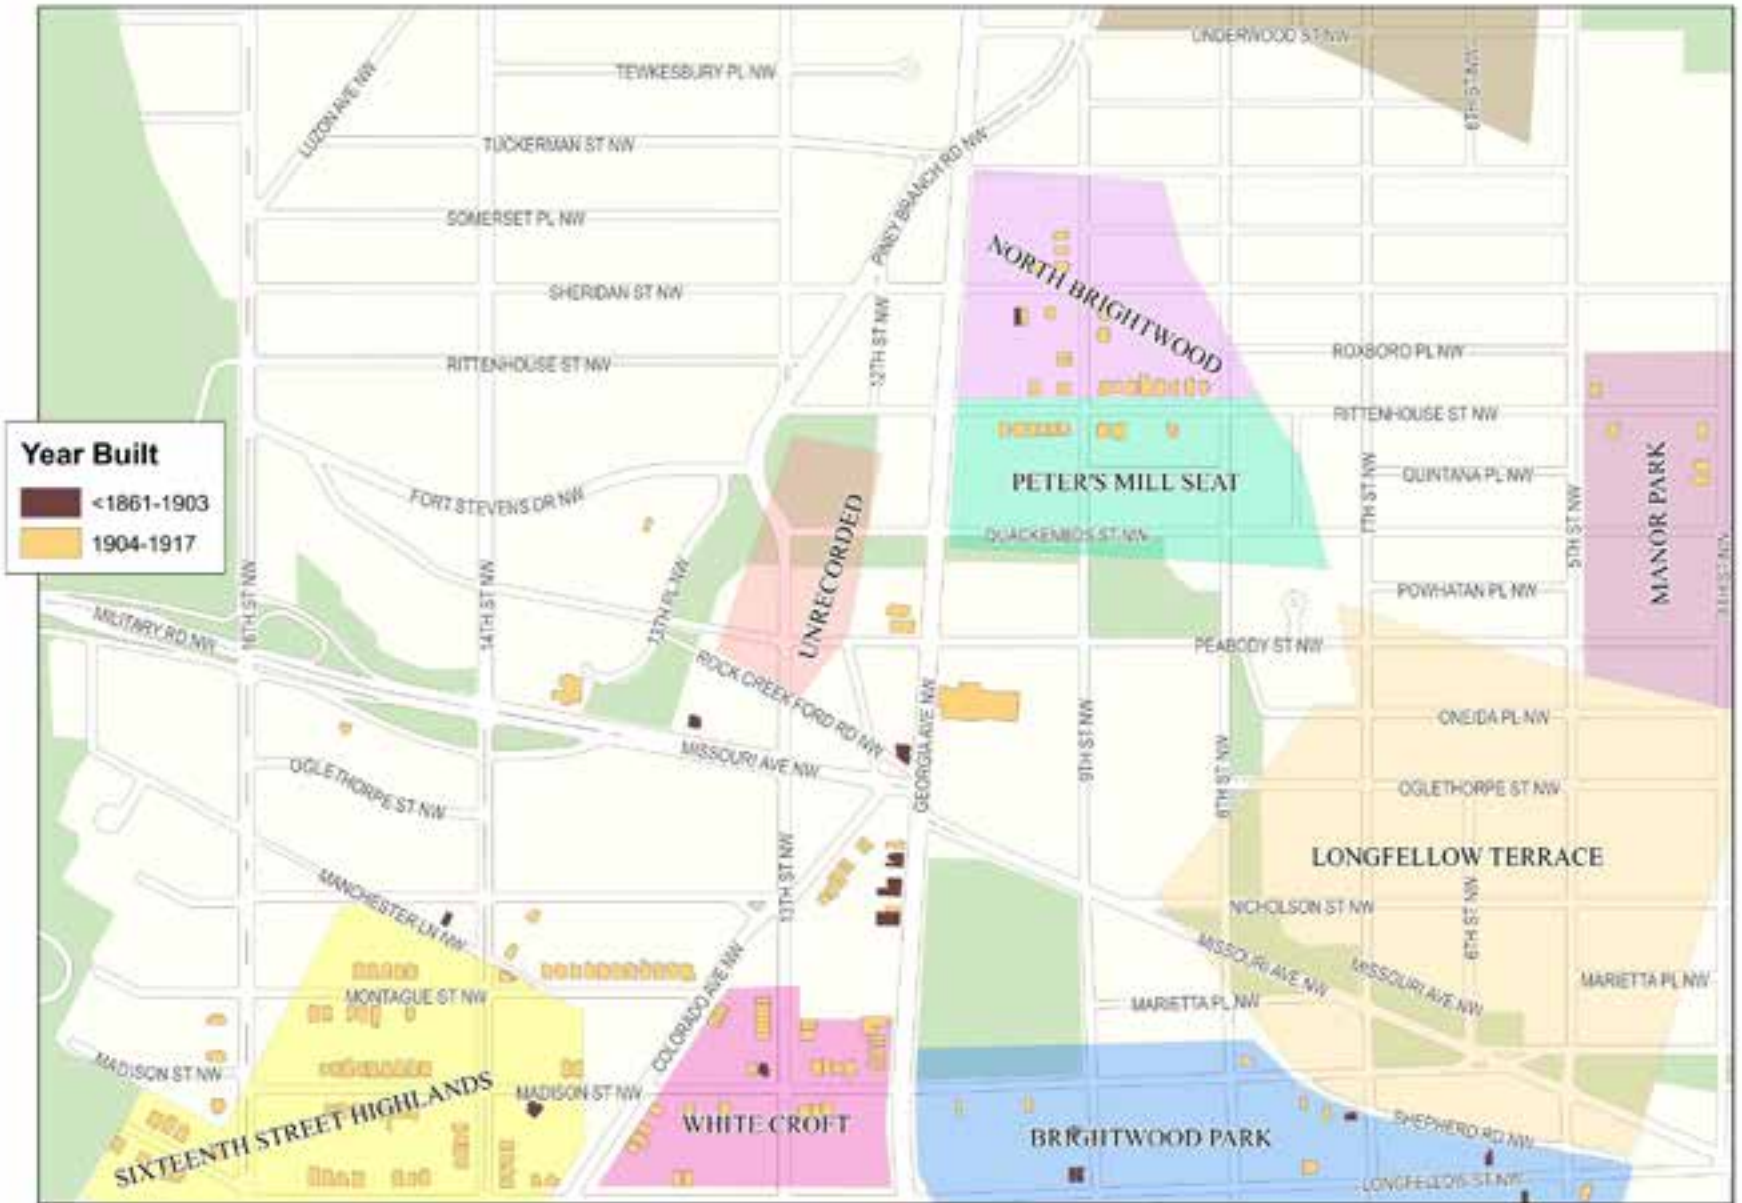 UNDERWOOD ST NW
TEWKESBURY PL NW
LUZON AVE NW
6TH ST NW
TUCKERMAN ST NW
PINEY BRANCH RD NW
SOMERSET PL NW
NORTH BRIGHTWOOD
SHERIDAN ST NW
12TH ST NW
RITTENHOUSE ST NW
ROXBORO PL NW
RITTENHOUSE ST NW
Year Built
<1861-1903
1904-1917
FORT STEVENS DR NW
PETER'S MILL SEAT
7TH ST NW
QUINTANA PL NW
MANOR PARK
UNRECORDED
QUACKENBOS ST NW
5TH ST NW
16TH ST NW
14TH ST NW
13TH PL NW
POWHATAN PL NW
MILITARY RD NW
PEABODY ST NW
ROCK CREEK FORD RD NW
GEORGIA AVE NW
ONEIDA PL NW
9TH ST NW
8TH ST NW
MISSOURI AVE NW
OGLETHORPE ST NW
OGLETHORPE ST NW
LONGFELLOW TERRACE
13TH ST NW
MANCHESTER LN NW
NICHOLSON ST NW
6TH ST NW
COLORADO AVE NW
MISSOURI AVE NW
MISSOURI AVE NW
MARIETTA PL NW
MONTAGUE ST NW
MARIETTA PL NW
MADISON ST NW
MADISON ST NW
SIXTEENTH STREET HIGHLANDS
WHITE CROFT
BRIGHTWOOD PARK
SHEPHERD RD NW
LONGFELLOW ST NW